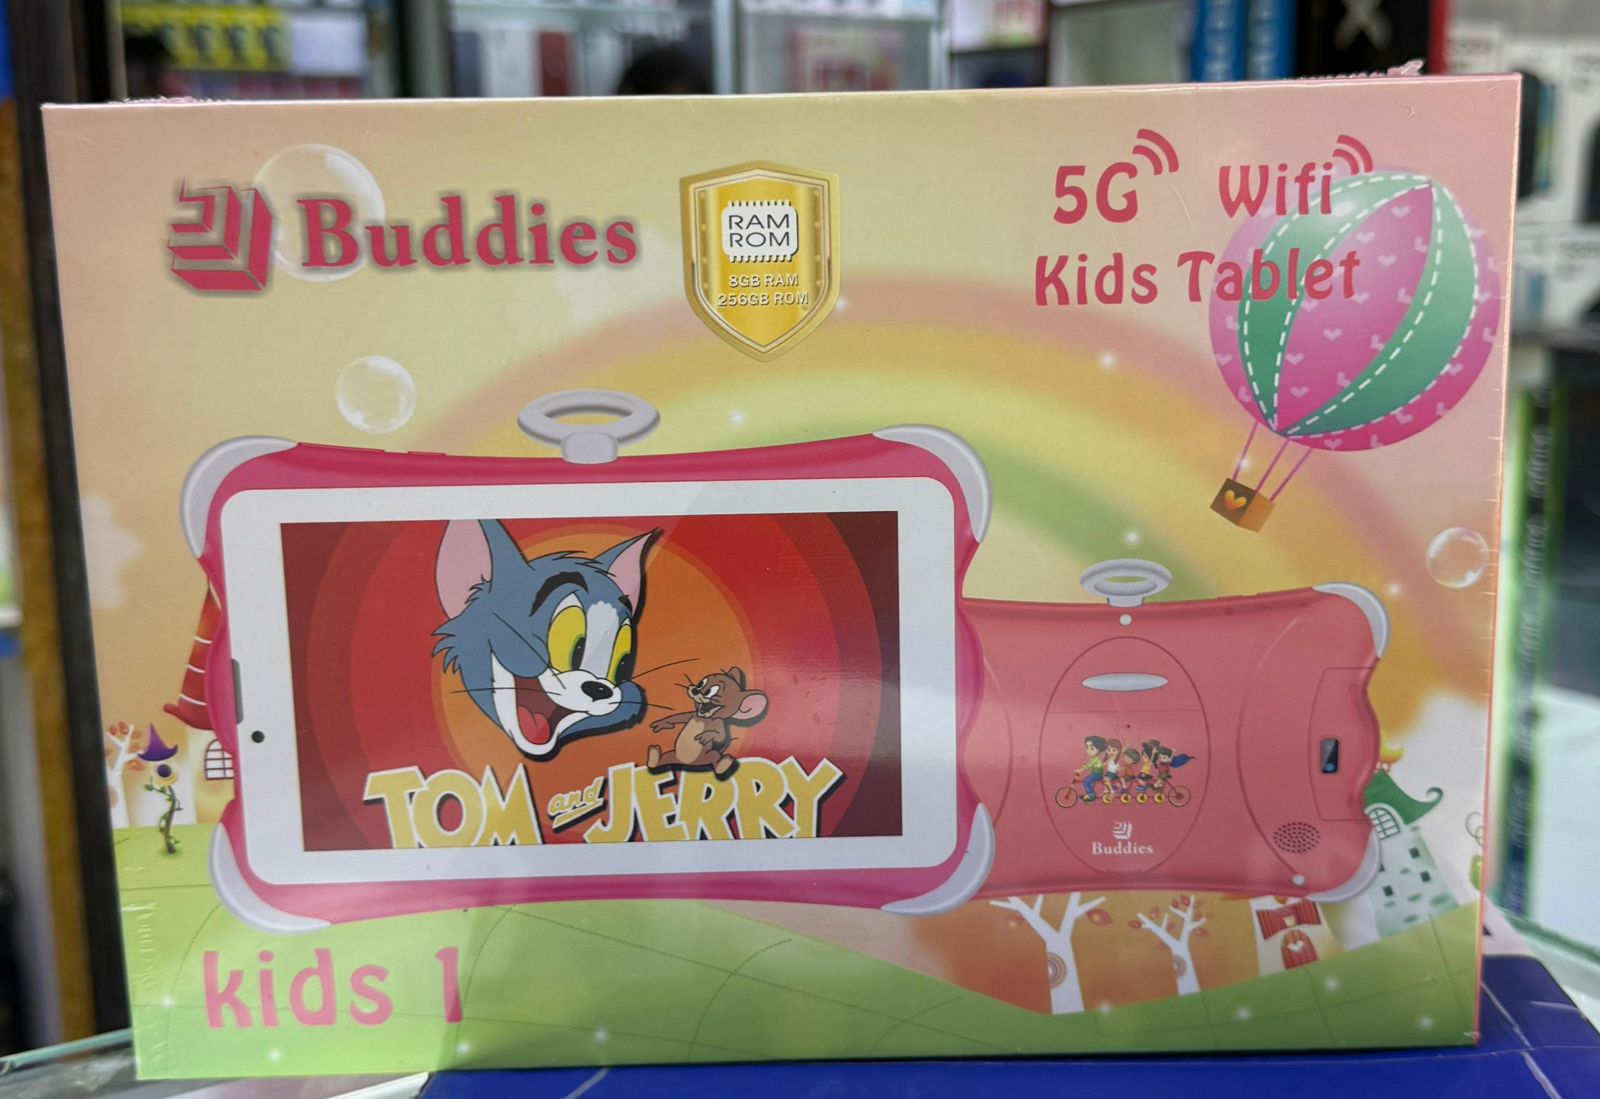 Buddies
RAM
ROM
8GB RAM
256GB ROM
5G Wifi
Kids Tablet
TOM and JERRY
Buddies
kids 1